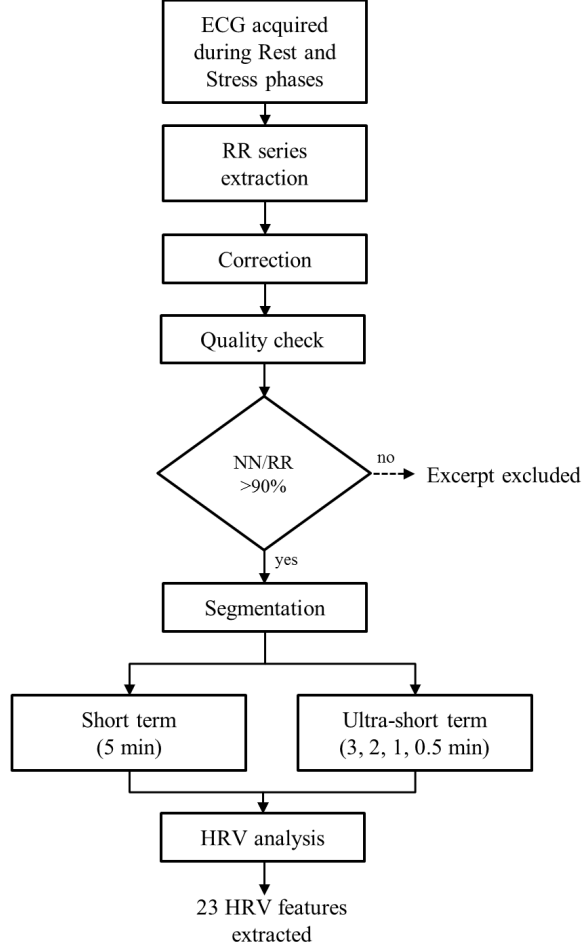 ECG acquired
during Rest and
Stress phases
RR series
extraction
Correction
Quality check
NN/RR
>90%
no
Excerpt excluded
yes
Segmentation
Short term
(5 min)
Ultra-short term
(3, 2, 1, 0.5 min)
HRV analysis
23 HRV features
extracted